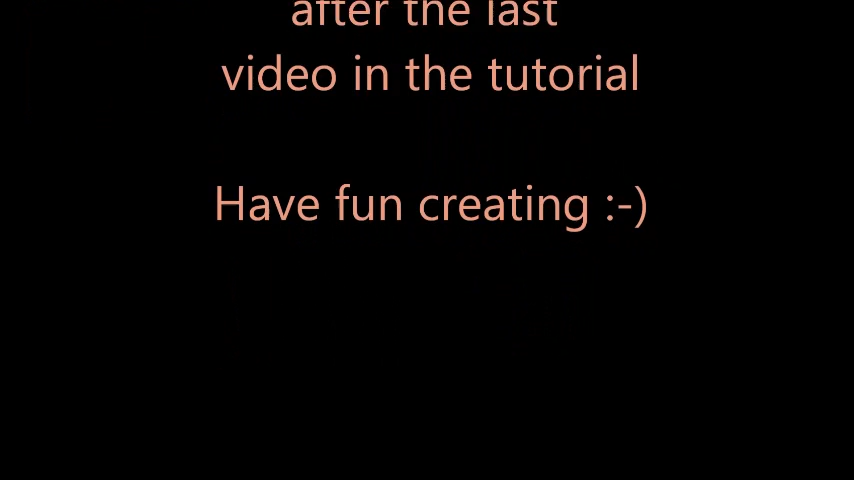 after the last
video in the tutorial
Have fun creating :-)